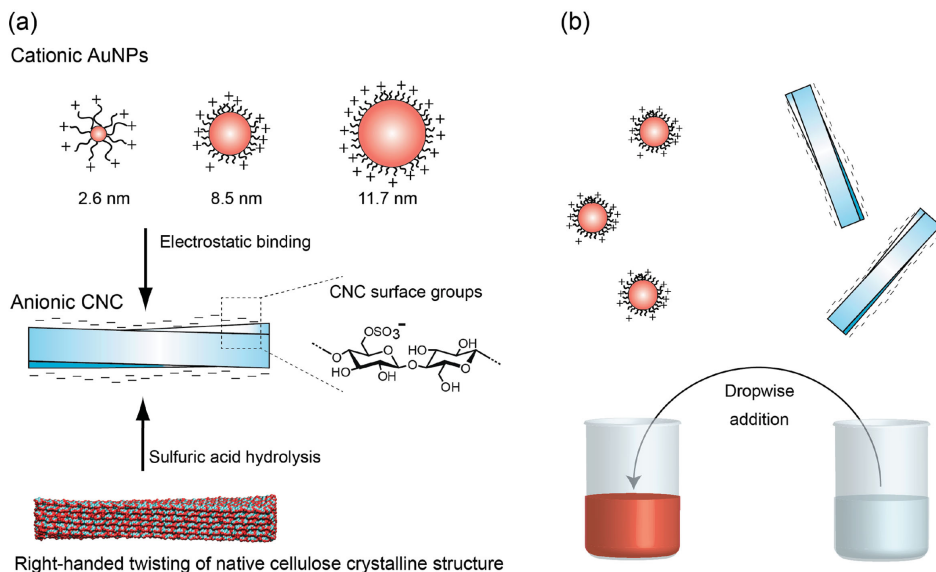 (a)
Cationic AuNPs
2.6 nm
8.5 nm
11.7 nm
Electrostatic binding
Anionic CNC
CNC surface groups
OSO3−
O
HO
OH
O
O
OH
HO
O
OH
Sulfuric acid hydrolysis
Right-handed twisting of native cellulose crystalline structure
(b)
Dropwise
addition